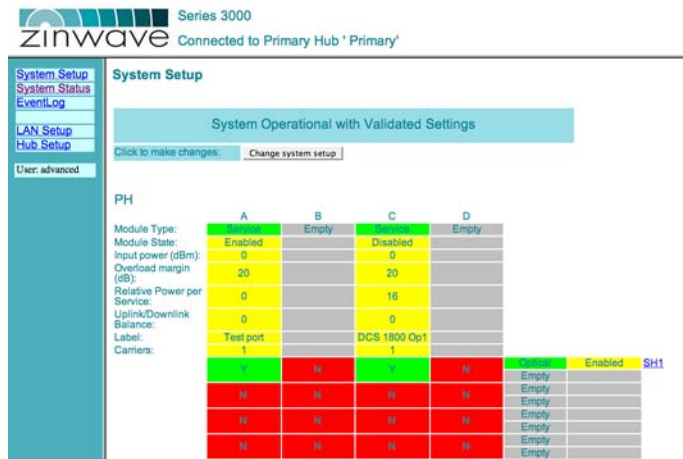 zinwave
Series 3000
Connected to Primary Hub ' Primary'
System Setup
System Status
EventLog
LAN Setup
Hub Setup
User: advanced
System Setup
System Operational with Validated Settings
Click to make changes: Change system setup
PH
A B C D
Module Type: Service Empty Service Empty
Module State: Enabled Disabled
Input power (dBm): 0 0
Overload margin
(dB): 20 20
Relative Power per
Service: 0 16
Uplink/Downlink
Balance: 0 0
Label: Test port DCS 1800 Op1
Carriers: 1 1
Y N Y N Optical Enabled SH1
Empty
N N N N Empty
Empty
N N N N Empty
Empty
N N N N Empty
Empty